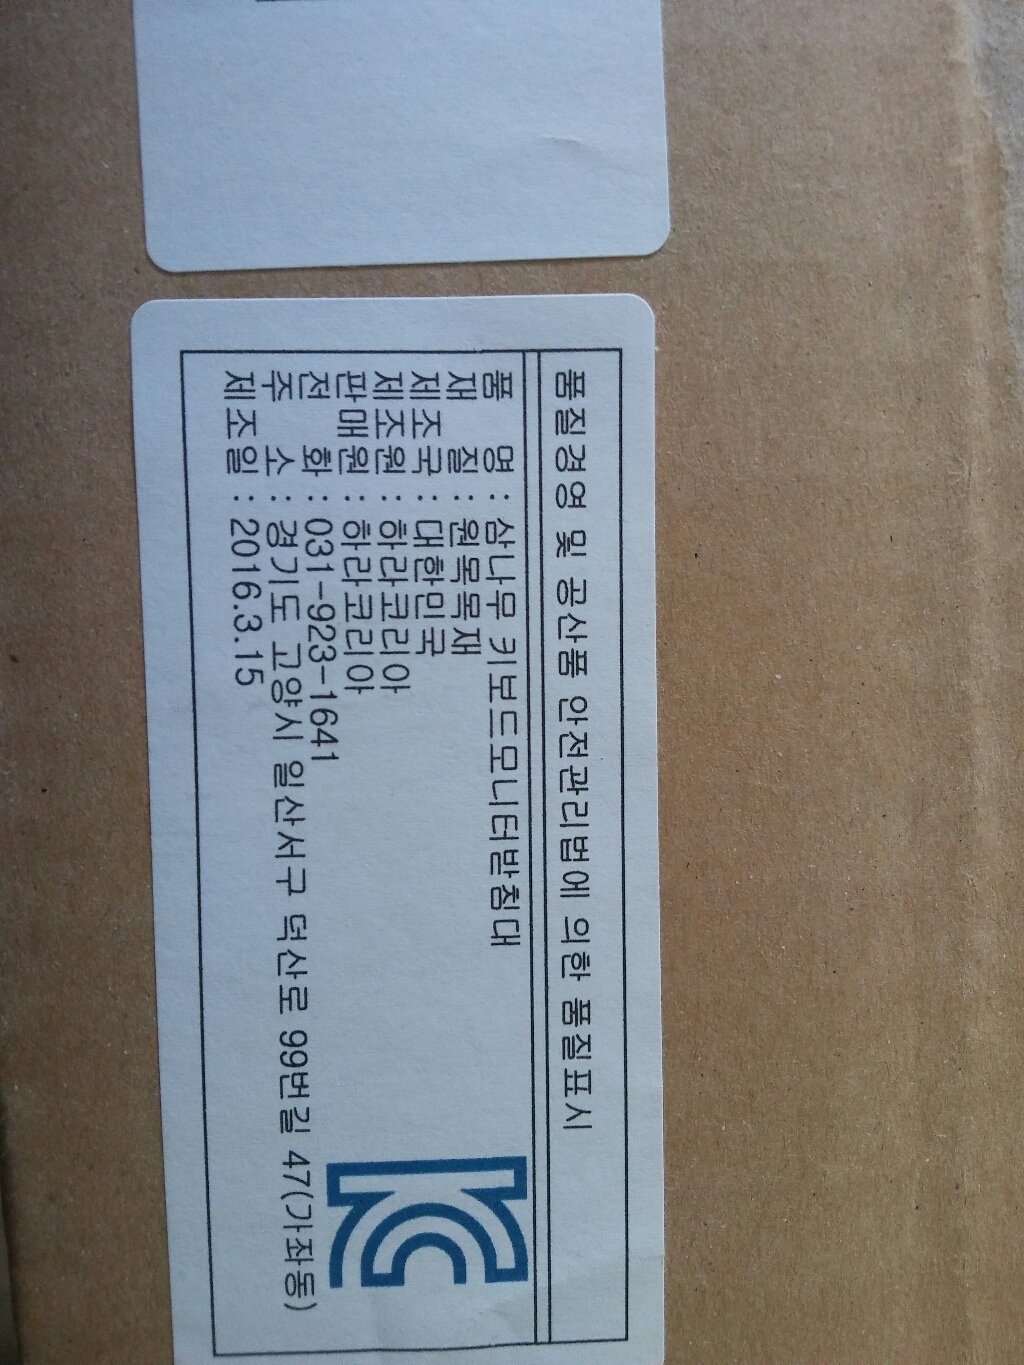 품질경영 및 공산품 안전관리법에 의한 품질표시
품 명 : 삼나무 키보드모니터받침대
재 질 : 원목목재
제조국 : 대한민국
제조원 : 하라코리아
판매원 : 하라코리아
전 화 : 031-923-1641
주 소 : 경기도 고양시 일산서구 덕산로 99번길 47(가좌동)
제조일 : 2016.3.15
KC